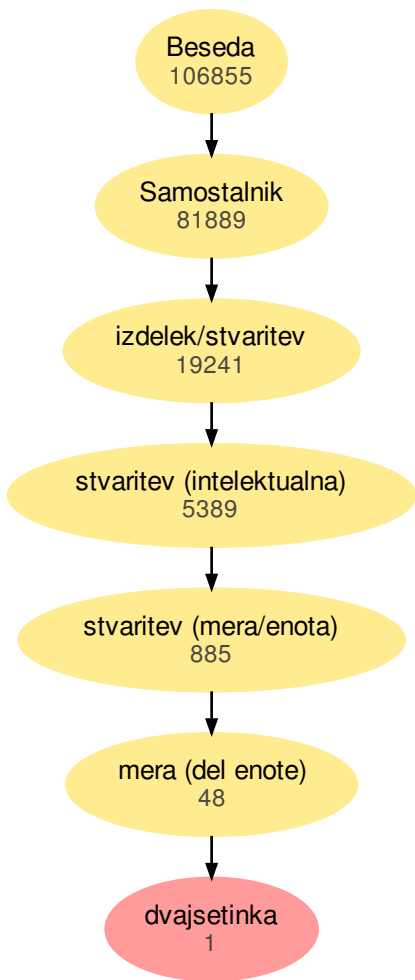 Beseda
106855
Samostalnik
81889
izdelek/stvaritev
19241
stvaritev (intelektualna)
5389
stvaritev (mera/enota)
885
mera (del enote)
48
dvajsetinka
1